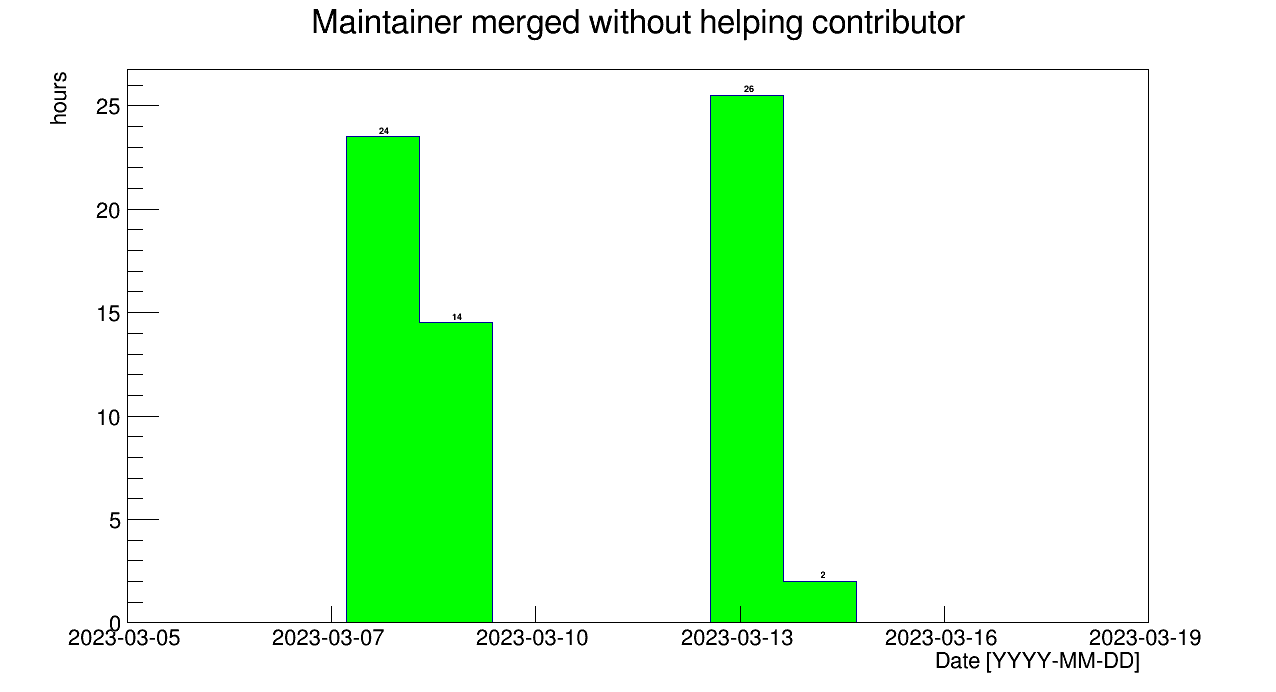 Maintainer merged without helping contributor
hours
25
20
15
10
5
0
24
14
26
2
2023-03-05 2023-03-07 2023-03-10 2023-03-13 2023-03-16 2023-03-19
Date [YYYY-MM-DD]